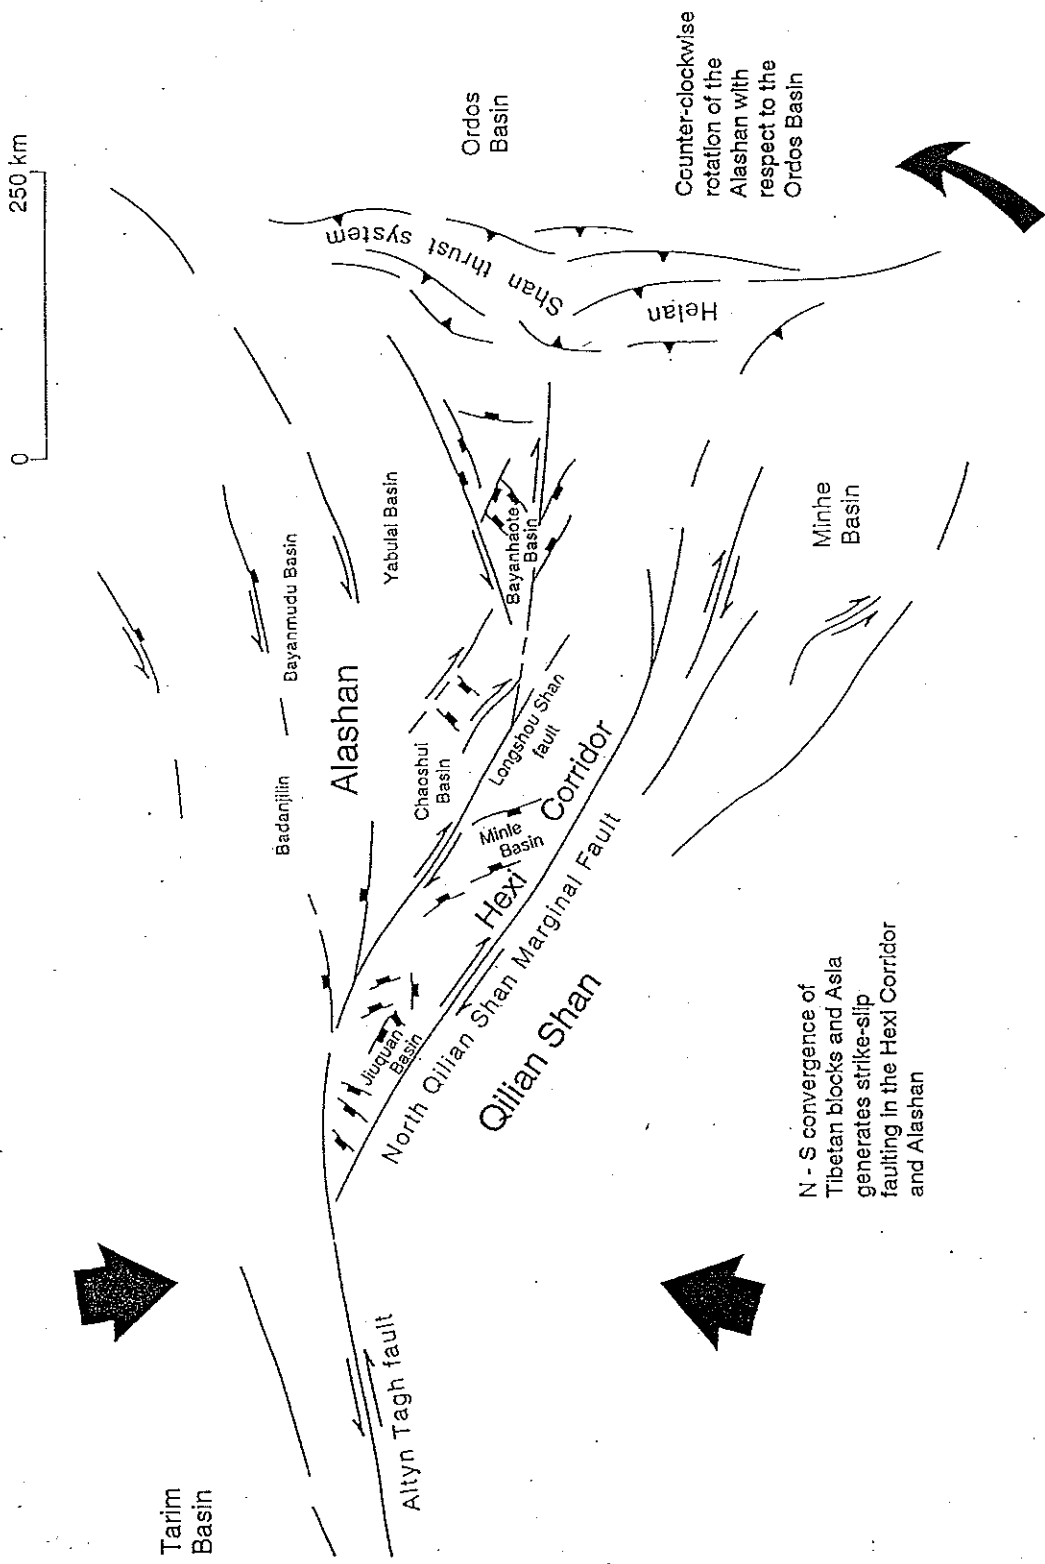 0
250 km
Tarim
Basin
Altyn Tagh fault
Badanjilin
Bayanmudu Basin
Alashan
Yabulai Basin
Chaoshui
Basin
Jiuquan
Basin
Longshou Shan
fault
Minle
Basin
Bayanhaote
Basin
Hexi
Corridor
North Qilian Shan Marginal Fault
Qilian Shan
Helan
Shan thrust system
Ordos
Basin
Minhe
Basin
N - S convergence of
Tibetan blocks and Asia
generates strike-slip
faulting in the Hexi Corridor
and Alashan
Counter-clockwise
rotation of the
Alashan with
respect to the
Ordos Basin